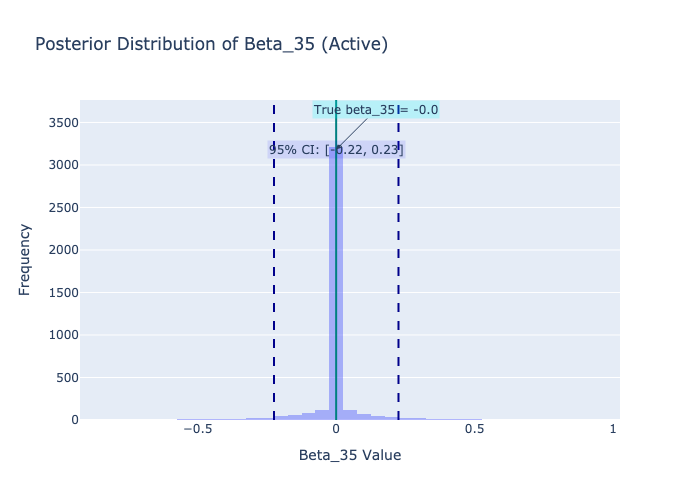 Posterior Distribution of Beta_35 (Active)
True beta_35 = -0.0
95% CI: [-0.22, 0.23]
3500
3000
2500
2000
1500
1000
500
0
Frequency
−0.5
0
0.5
1
Beta_35 Value